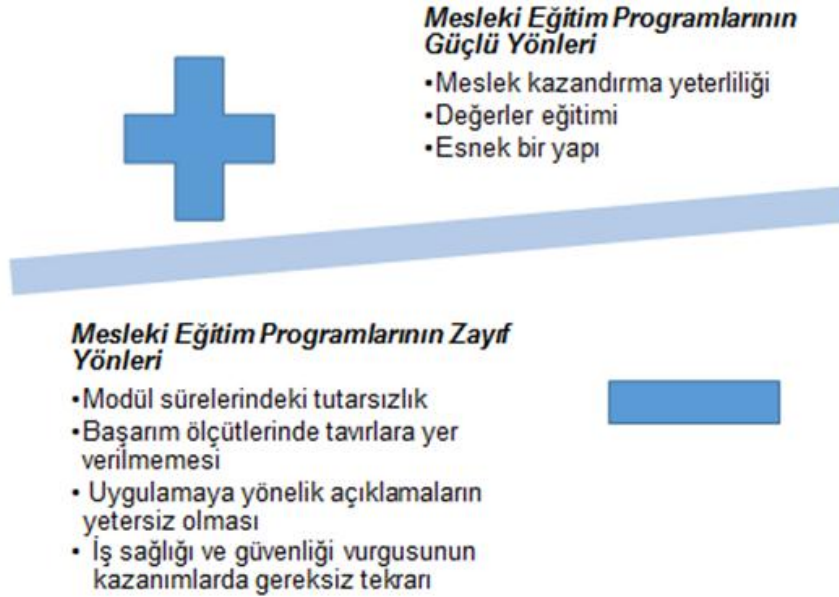 Mesleki Eğitim Programlarının
Güçlü Yönleri
•Meslek kazandırma yeterliliği
•Değerler eğitimi
•Esnek bir yapı
Mesleki Eğitim Programlarının Zayıf
Yönleri
•Modül sürelerindeki tutarsızlık
•Başarım ölçütlerinde tavırlara yer
verilmemesi
• Uygulamaya yönelik açıklamaların
yetersiz olması
• İş sağlığı ve güvenliği vurgusunun
kazanımlarda gereksiz tekrarı